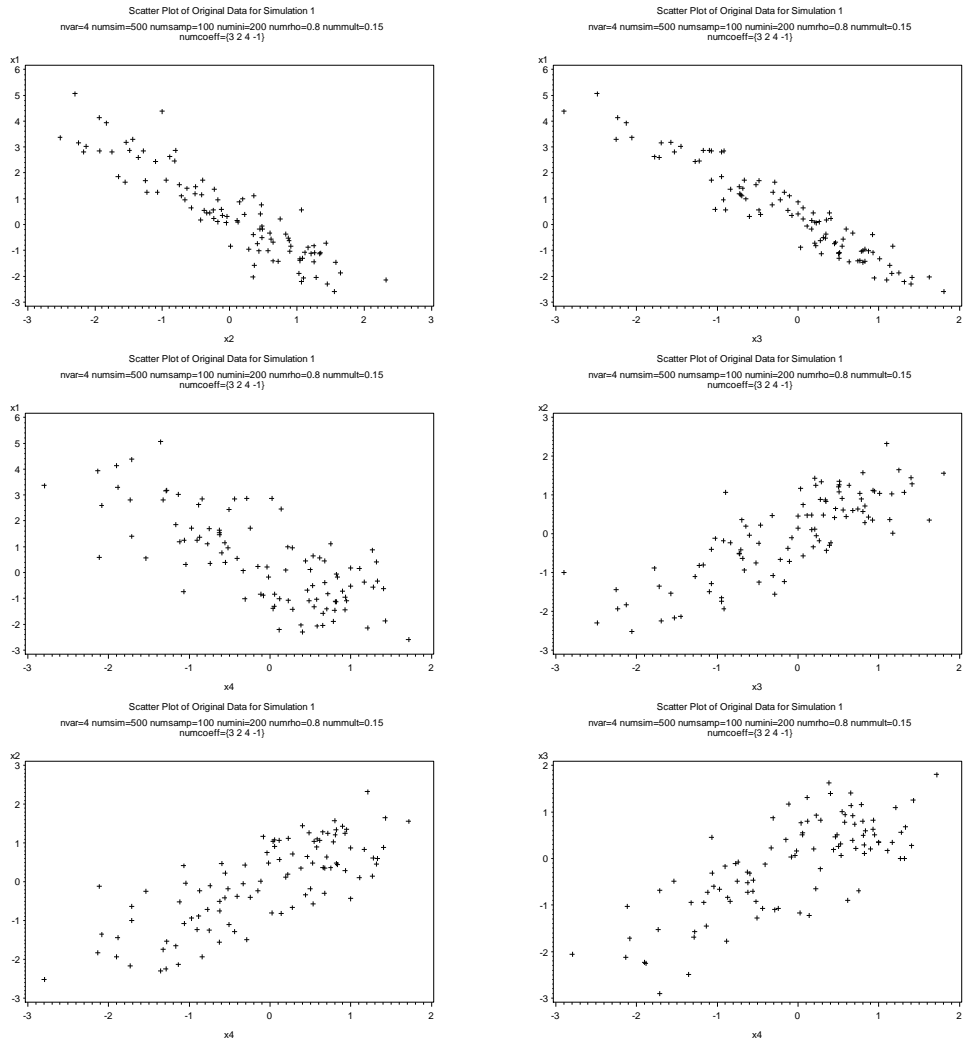 Scatter Plot of Original Data for Simulation 1
nvar=4 numsim=500 numsamp=100 numini=200 numrho=0.8 nummult=0.15
numcoeff={3 2 4 -1}
x1
6
5
4
3
2
1
0
-1
-2
-3
-3 -2 -1 0 1 2 3
x2
Scatter Plot of Original Data for Simulation 1
nvar=4 numsim=500 numsamp=100 numini=200 numrho=0.8 nummult=0.15
numcoeff={3 2 4 -1}
x1
6
5
4
3
2
1
0
-1
-2
-3
-3 -2 -1 0 1 2
x3
Scatter Plot of Original Data for Simulation 1
nvar=4 numsim=500 numsamp=100 numini=200 numrho=0.8 nummult=0.15
numcoeff={3 2 4 -1}
x1
6
5
4
3
2
1
0
-1
-2
-3
-3 -2 -1 0 1 2
x4
Scatter Plot of Original Data for Simulation 1
nvar=4 numsim=500 numsamp=100 numini=200 numrho=0.8 nummult=0.15
numcoeff={3 2 4 -1}
x2
3
2
1
0
-1
-2
-3
-3 -2 -1 0 1 2
x3
Scatter Plot of Original Data for Simulation 1
nvar=4 numsim=500 numsamp=100 numini=200 numrho=0.8 nummult=0.15
numcoeff={3 2 4 -1}
x2
3
2
1
0
-1
-2
-3
-3 -2 -1 0 1 2
x4
Scatter Plot of Original Data for Simulation 1
nvar=4 numsim=500 numsamp=100 numini=200 numrho=0.8 nummult=0.15
numcoeff={3 2 4 -1}
x3
2
1
0
-1
-2
-3
-3 -2 -1 0 1 2
x4